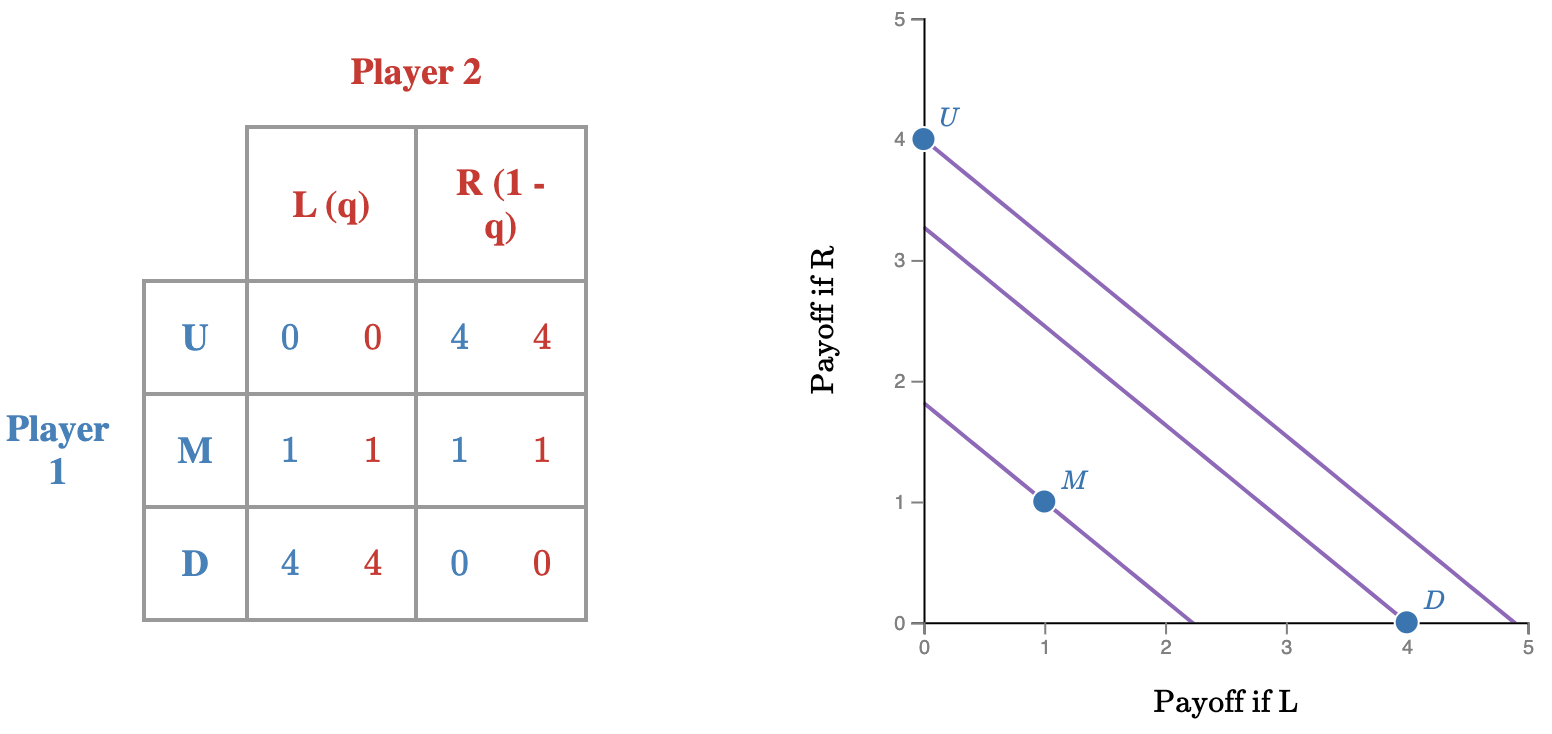 Player 2
L (q)
R (1 -
q)
U
0 0
4 4
Player
1
M
1 1
1 1
D
4 4
0 0
5
4
3
2
1
0
Payoff if R
U
M
D
0 1 2 3 4 5
Payoff if L